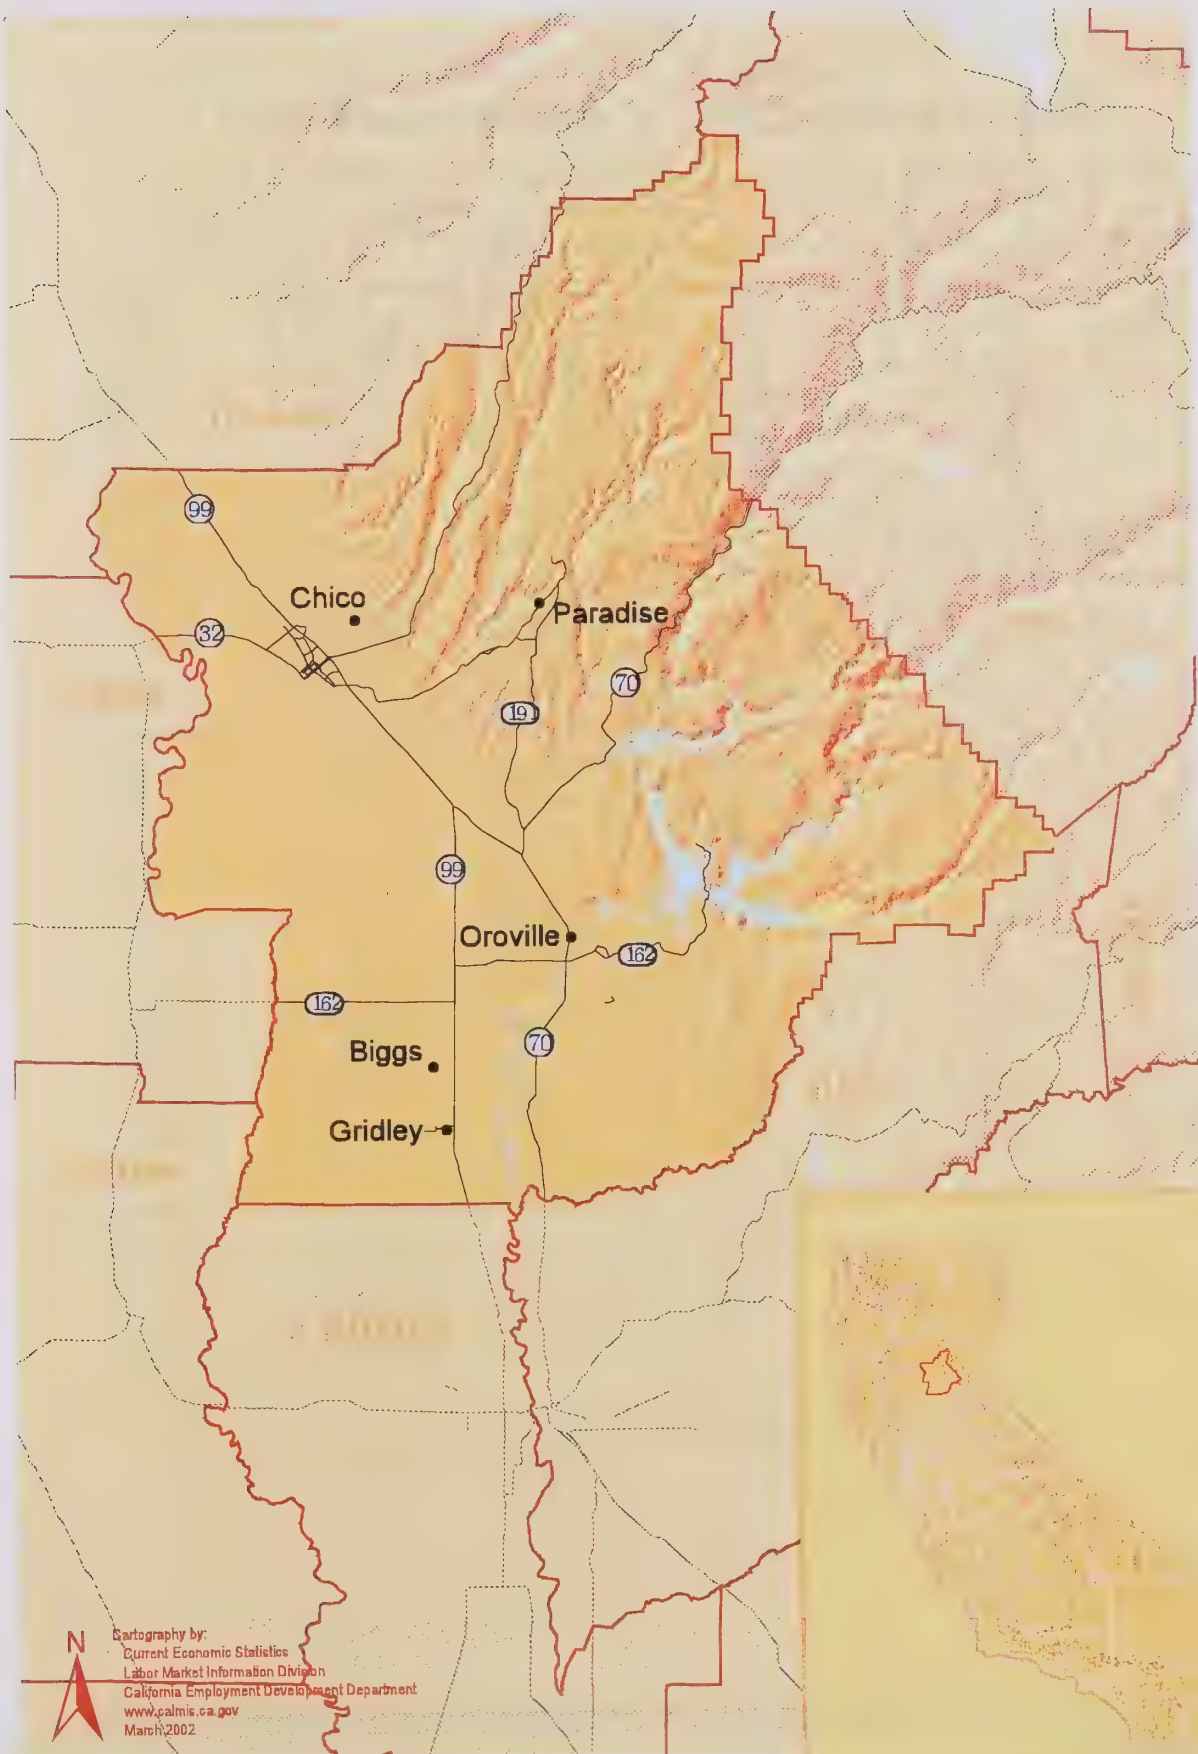 99
Chico
Paradise
32
70
191
99
Oroville
162
162
70
Biggs
Gridley
N
Cartography by:
Current Economic Statistics
Labor Market Information Division
California Employment Development Department
www.calmis.ca.gov
March 2002